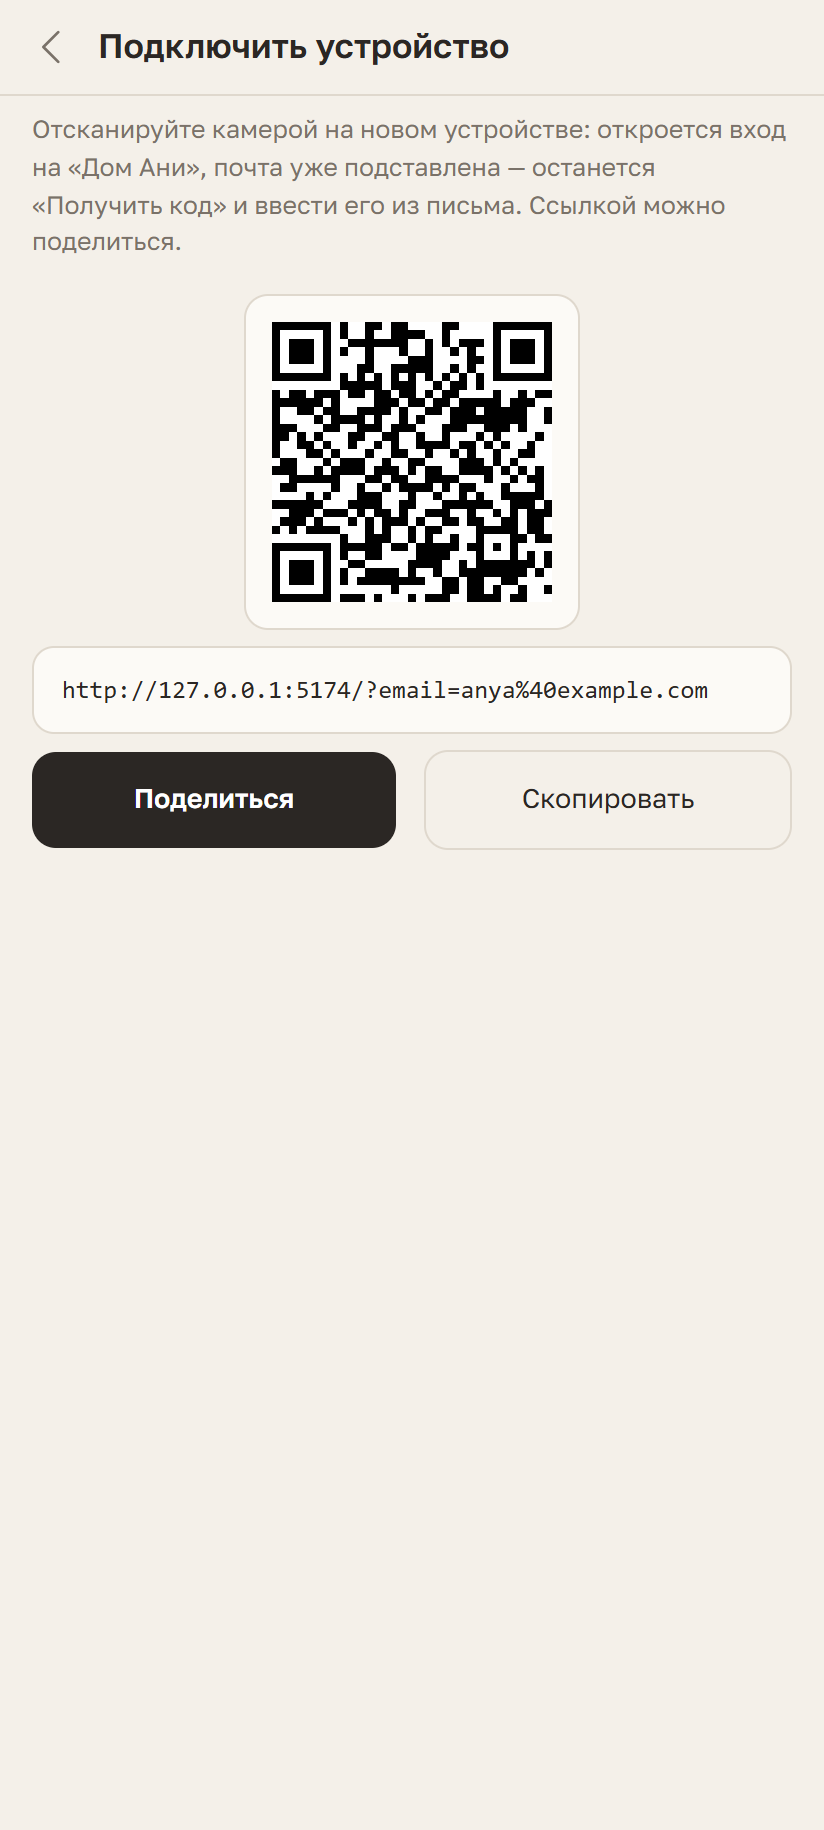 Подключить устройство
Отсканируйте камерой на новом устройстве: откроется вход
на «Дом Ани», почта уже подставлена — останется
«Получить код» и ввести его из письма. Ссылкой можно
поделиться.
http://127.0.0.1:5174/?email=anya%40example.com
Поделиться
Скопировать